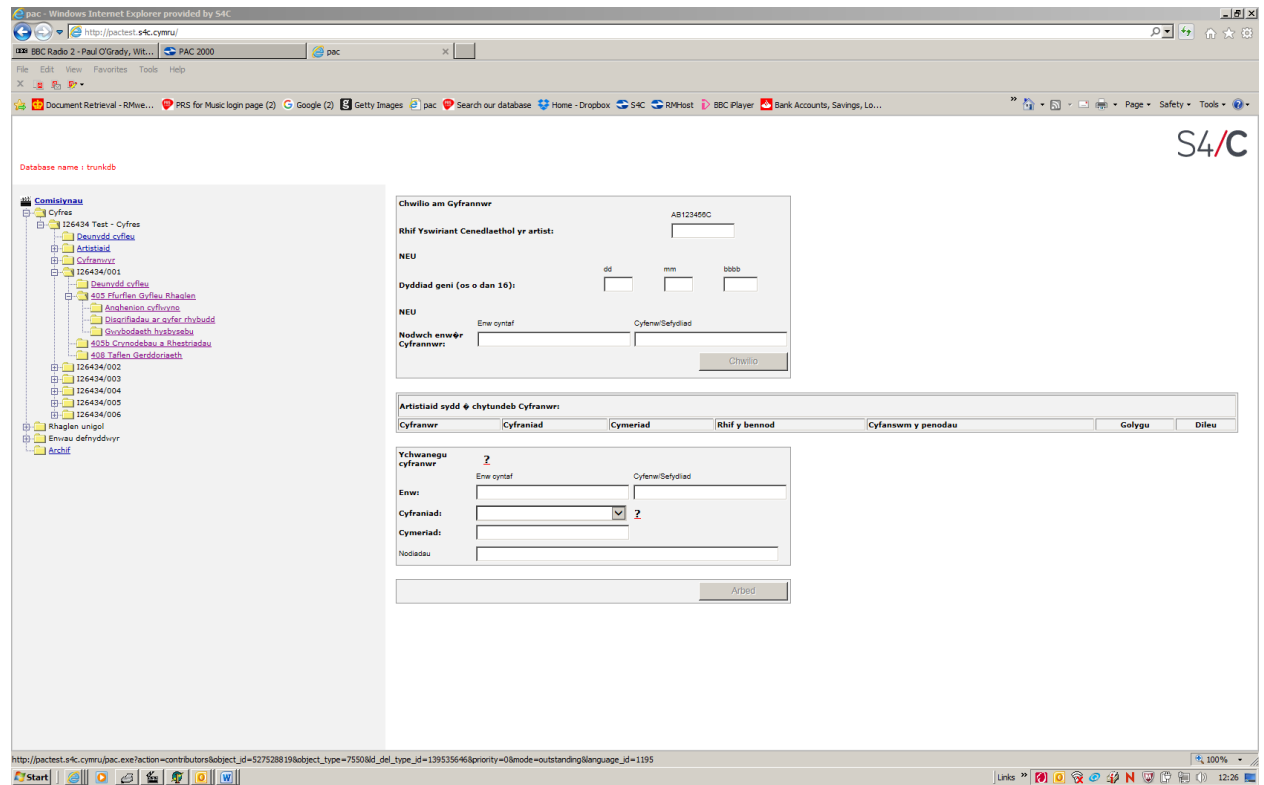 pac - Windows Internet Explorer provided by S4C
http://pactest.s4c.cymru/
BBC Radio 2 - Paul O'Grady, Wit... PAC 2000 pac
File Edit View Favorites Tools Help
Document Retrieval - RMwe... PRS for Music login page (2) Google (2) Getty Images pac Search our database Home - Dropbox S4C RMHost BBC iPlayer Bank Accounts, Savings, Lo... Page Safety Tools
S4/C
Database name : trunkdb
Comisiynau
Cyfres
I26434 Test - Cyfres
Deunydd cyfleu
Artistiaid
Cyfranwyr
I26434/001
Deunydd cyfleu
405 Ffurflen Gyfleu Rhaglen
Anghenion cyflwyno
Disgrifiadau ar gyfer rhybudd
Gwybodaeth hysbysebu
405b Crynodebau a Rhestriadau
408 Taflen Gerddoriaeth
I26434/002
I26434/003
I26434/004
I26434/005
I26434/006
Rhaglen unigol
Enwau defnyddwyr
Archif
Chwilio am Gyfrannwr
AB123456C
Rhif Yswiriant Cenedlaethol yr artist:
NEU
dd mm bbbb
Dyddiad geni (os o dan 16):
NEU
Enw cyntaf Cyfenw/Sefydliad
Nodwch enw�r
Cyfrannwr:
Chwilio
Artistiaid sydd � chytundeb Cyfranwr:
Cyfranwr Cyfraniad Cymeriad Rhif y bennod Cyfanswm y penodau Golygu Dileu
Ychwanegu
cyfranwr ?
Enw cyntaf Cyfenw/Sefydliad
Enw:
Cyfraniad: ?
Cymeriad:
Nodiadau
Arbed
http://pactest.s4c.cymru/pac.exe?action=contributors&object_id=527528819&object_type=7550&ld_del_type_id=139535646&priority=0&mode=outstanding&language_id=1195
100%
Start Links 12:26